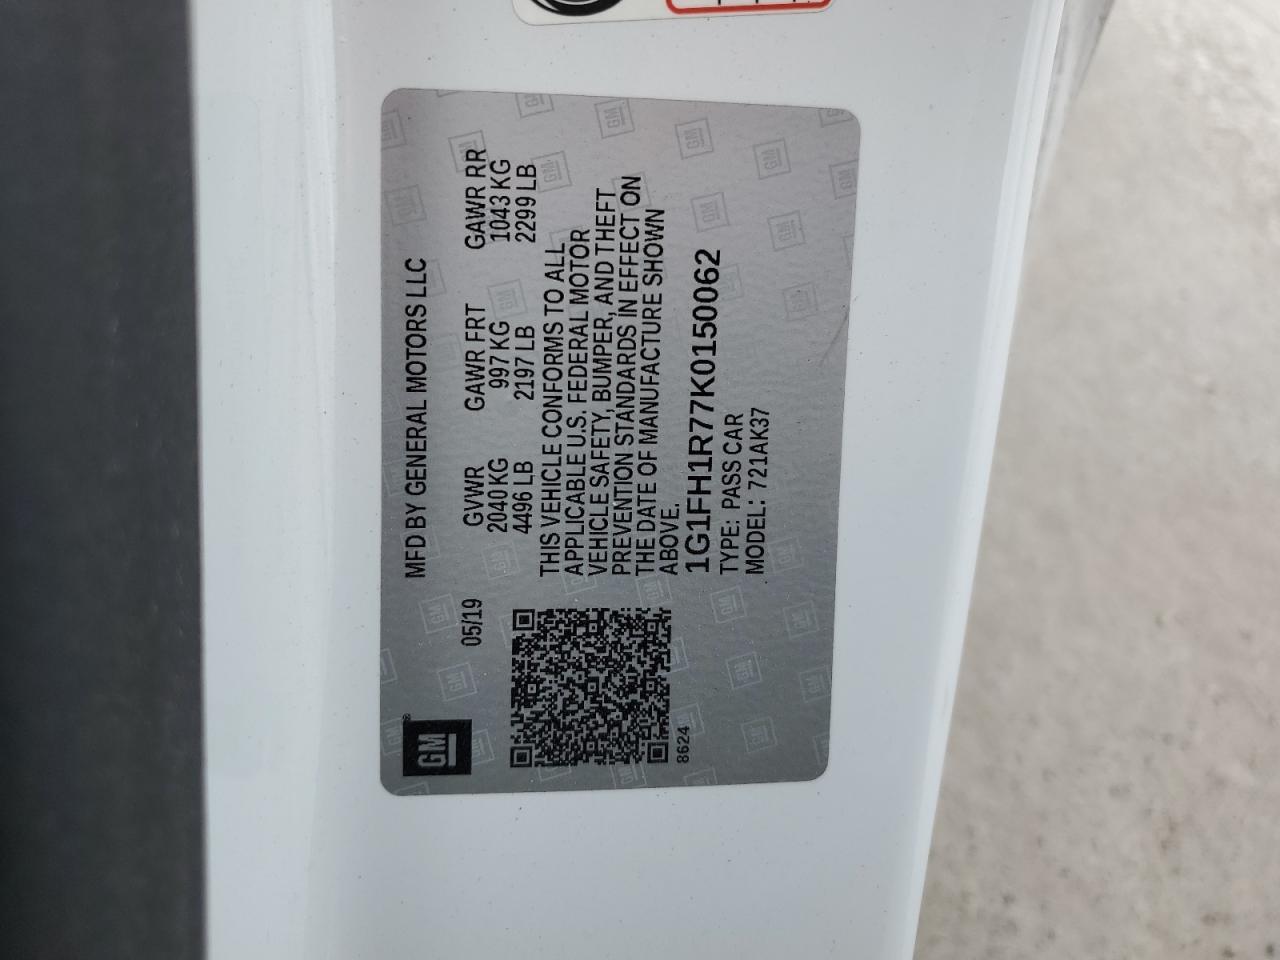 GM
MFD BY GENERAL MOTORS LLC
05/19
GVWR GAWR FRT GAWR RR
2040 KG 997 KG 1043 KG
4496 LB 2197 LB 2299 LB
THIS VEHICLE CONFORMS TO ALL
APPLICABLE U.S. FEDERAL MOTOR
VEHICLE SAFETY, BUMPER, AND THEFT
PREVENTION STANDARDS IN EFFECT ON
THE DATE OF MANUFACTURE SHOWN
ABOVE.
1G1FH1R77K0150062
TYPE: PASS CAR
MODEL: 721AK37
8624